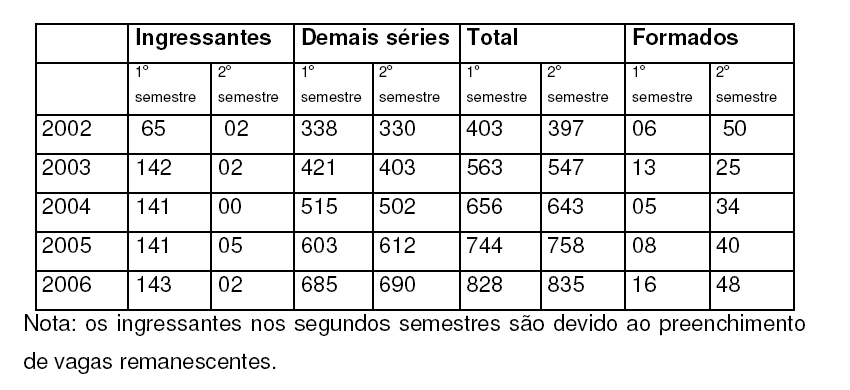 Ingressantes Demais séries Total Formados
1° semestre 2° semestre 1° semestre 2° semestre 1° semestre 2° semestre 1° semestre 2° semestre
2002 65 02 338 330 403 397 06 50
2003 142 02 421 403 563 547 13 25
2004 141 00 515 502 656 643 05 34
2005 141 05 603 612 744 758 08 40
2006 143 02 685 690 828 835 16 48
Nota: os ingressantes nos segundos semestres são devido ao preenchimento
de vagas remanescentes.